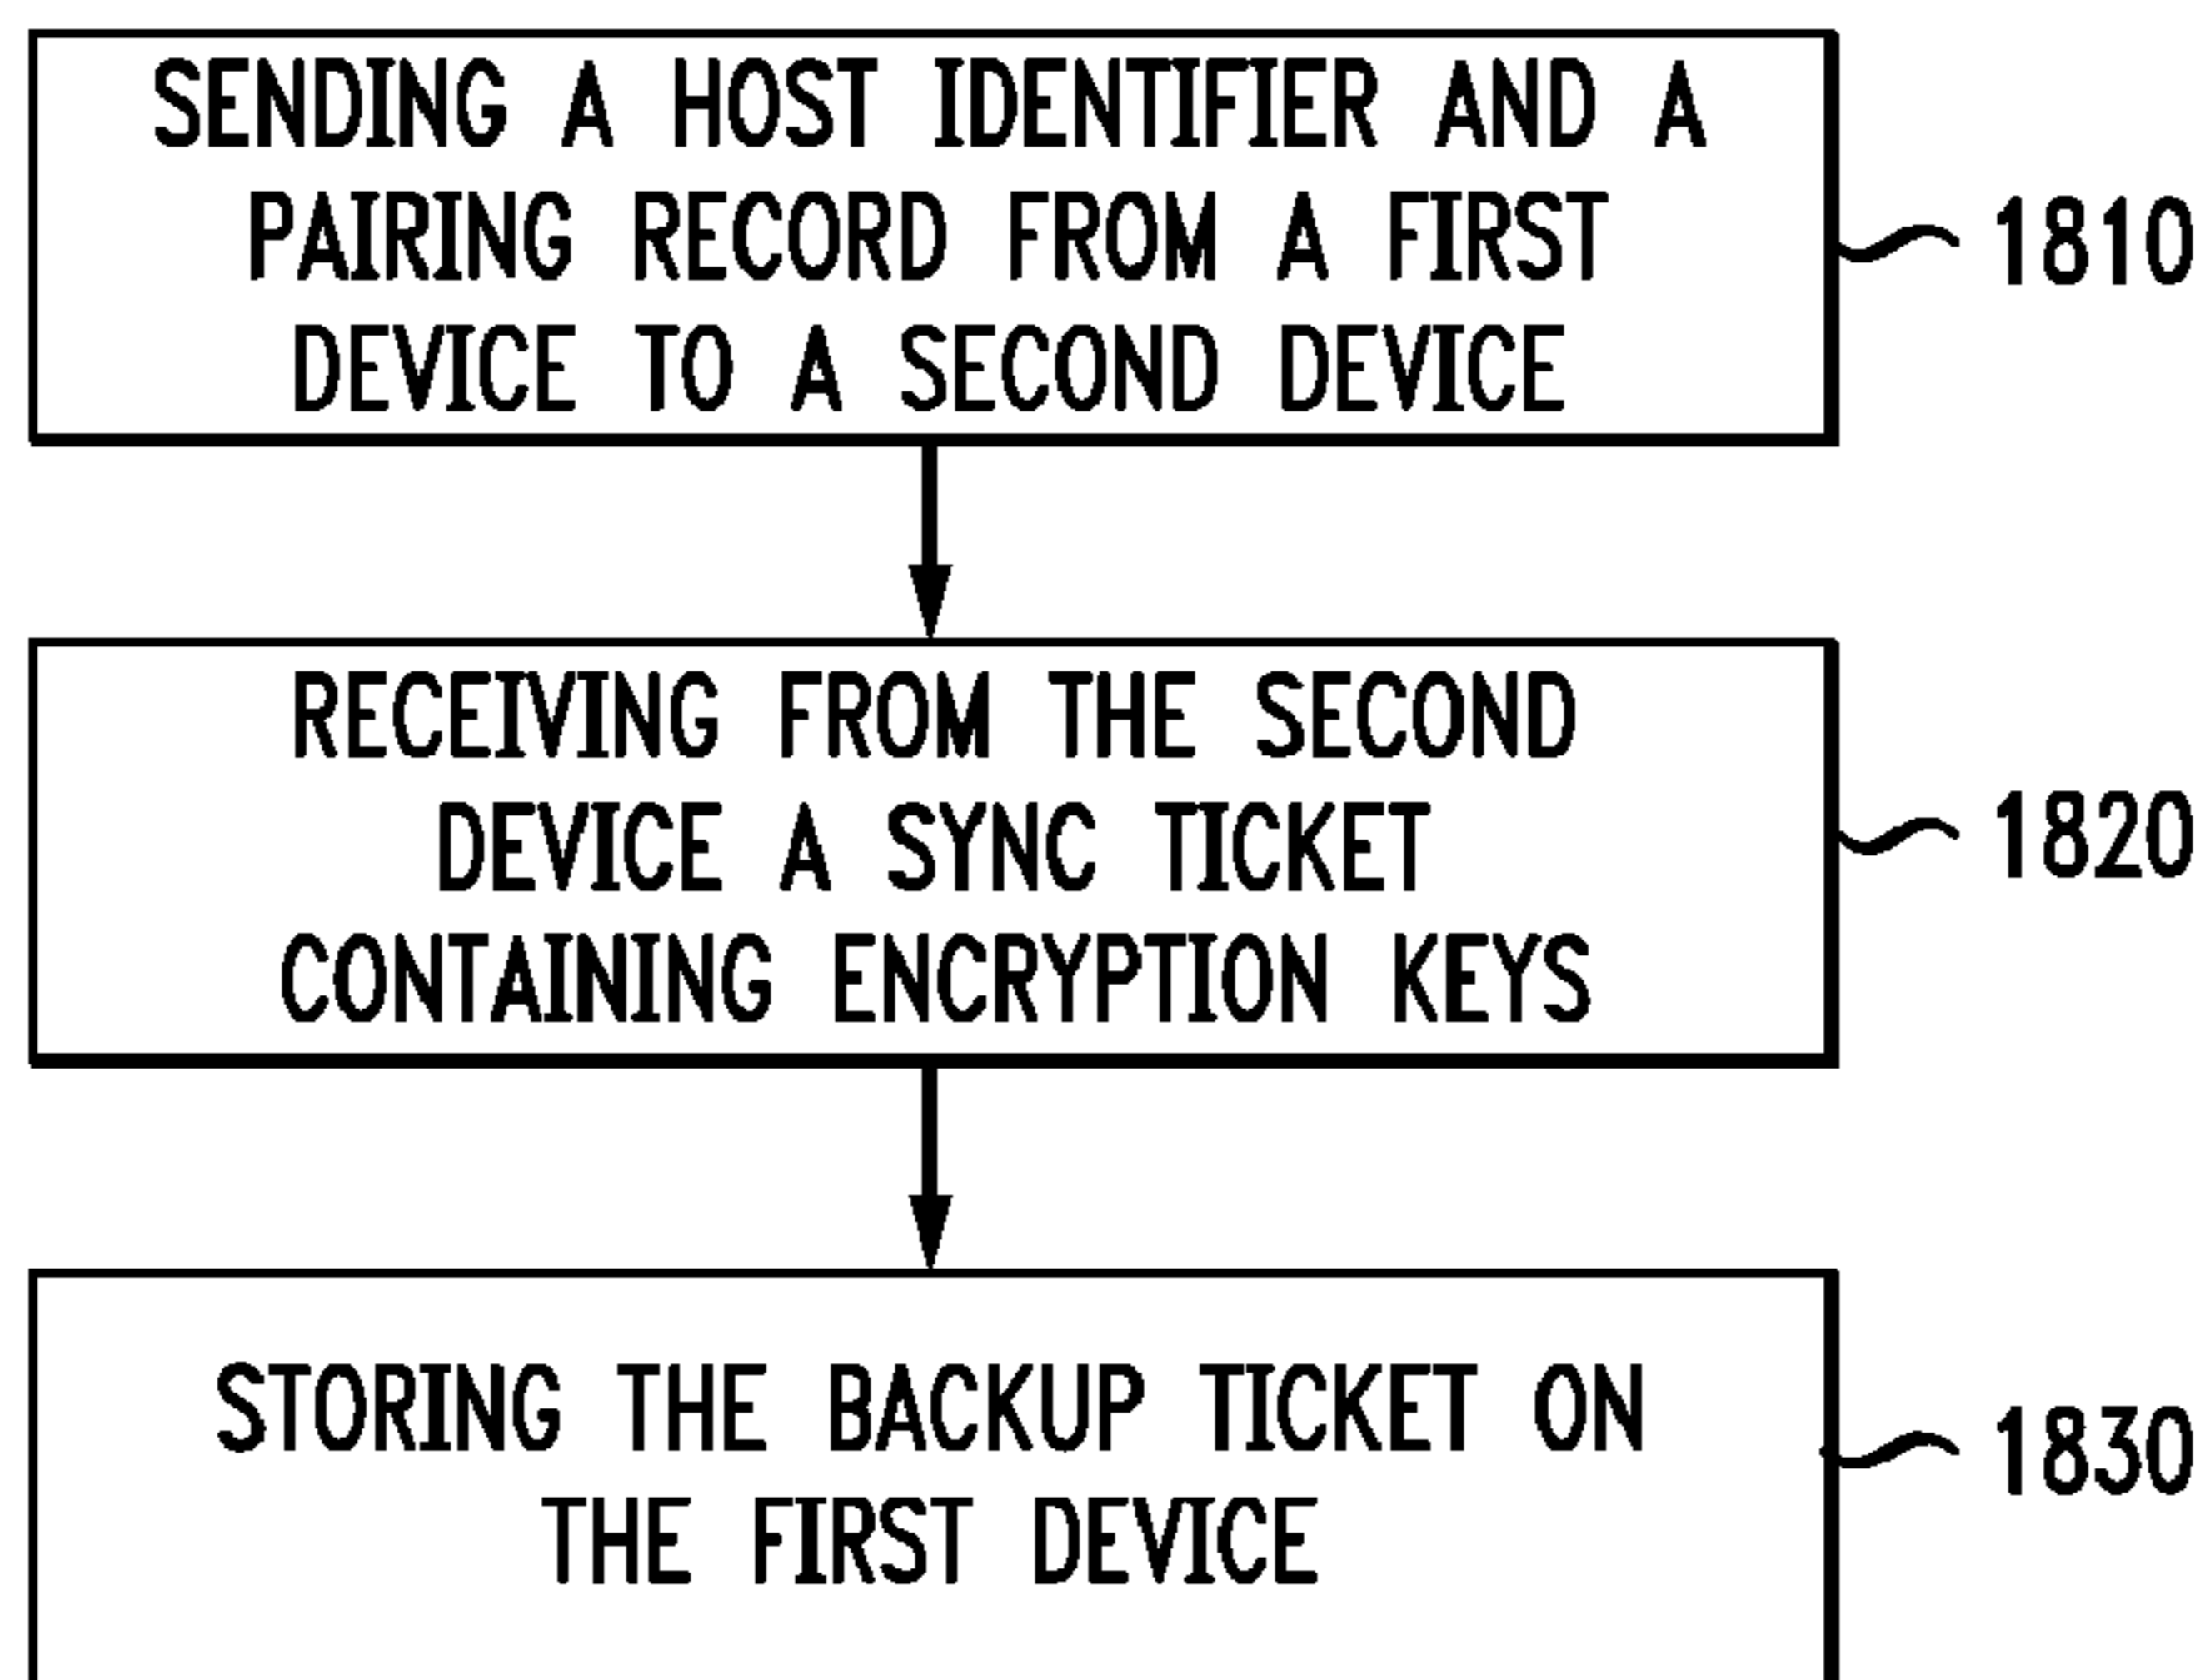 SENDING A HOST IDENTIFIER AND A
PAIRING RECORD FROM A FIRST
DEVICE TO A SECOND DEVICE
1810
RECEIVING FROM THE SECOND
DEVICE A SYNC TICKET
CONTAINING ENCRYPTION KEYS
1820
STORING THE BACKUP TICKET ON
THE FIRST DEVICE
1830